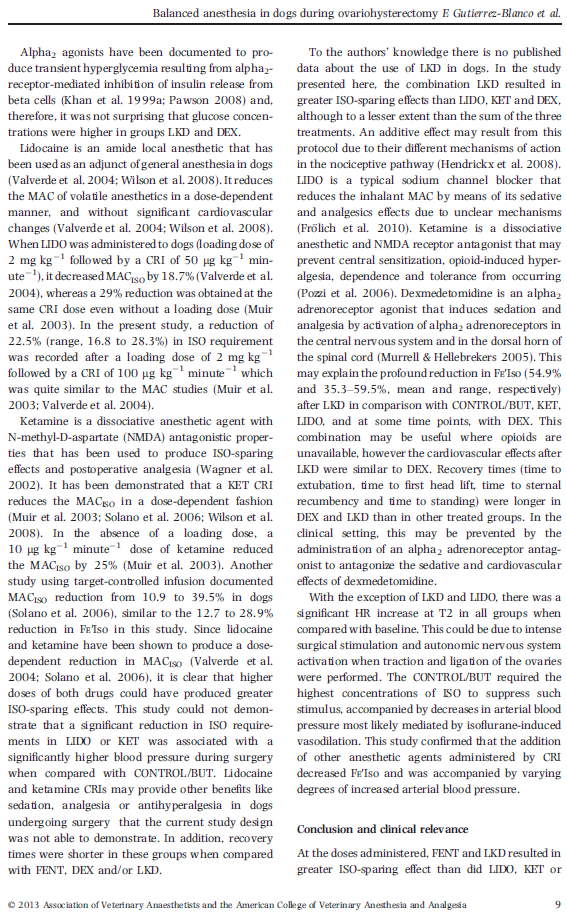 Balanced anesthesia in dogs during ovariohysterectomy E Gutierrez-Blanco et al.
Alpha2 agonists have been documented to pro-
duce transient hyperglycemia resulting from alpha2-
receptor-mediated inhibition of insulin release from
beta cells (Khan et al. 1999a; Pawson 2008) and,
therefore, it was not surprising that glucose concen-
trations were higher in groups LKD and DEX.
Lidocaine is an amide local anesthetic that has
been used as an adjunct of general anesthesia in dogs
(Valverde et al. 2004; Wilson et al. 2008). It reduces
the MAC of volatile anesthetics in a dose-dependent
manner, and without significant cardiovascular
changes (Valverde et al. 2004; Wilson et al. 2008).
When LIDO was administered to dogs (loading dose of
2 mg kg⁻¹ followed by a CRI of 50 µg kg⁻¹ min-
ute⁻¹), it decreased MACISO by 18.7% (Valverde et al.
2004), whereas a 29% reduction was obtained at the
same CRI dose even without a loading dose (Muir
et al. 2003). In the present study, a reduction of
22.5% (range, 16.8 to 28.3%) in ISO requirement
was recorded after a loading dose of 2 mg kg⁻¹
followed by a CRI of 100 µg kg⁻¹ minute⁻¹ which
was quite similar to the MAC studies (Muir et al.
2003; Valverde et al. 2004).
Ketamine is a dissociative anesthetic agent with
N-methyl-D-aspartate (NMDA) antagonistic proper-
ties that has been used to produce ISO-sparing
effects and postoperative analgesia (Wagner et al.
2002). It has been demonstrated that a KET CRI
reduces the MACISO in a dose-dependent fashion
(Muir et al. 2003; Solano et al. 2006; Wilson et al.
2008). In the absence of a loading dose, a
10 µg kg⁻¹ minute⁻¹ dose of ketamine reduced
the MACISO by 25% (Muir et al. 2003). Another
study using target-controlled infusion documented
MACISO reduction from 10.9 to 39.5% in dogs
(Solano et al. 2006), similar to the 12.7 to 28.9%
reduction in FE′Iso in this study. Since lidocaine
and ketamine have been shown to produce a dose-
dependent reduction in MACISO (Valverde et al.
2004; Solano et al. 2006), it is clear that higher
doses of both drugs could have produced greater
ISO-sparing effects. This study could not demon-
strate that a significant reduction in ISO require-
ments in LIDO or KET was associated with a
significantly higher blood pressure during surgery
when compared with CONTROL/BUT. Lidocaine
and ketamine CRIs may provide other benefits like
sedation, analgesia or antihyperalgesia in dogs
undergoing surgery that the current study design
was not able to demonstrate. In addition, recovery
times were shorter in these groups when compared
with FENT, DEX and/or LKD.
To the authors' knowledge there is no published
data about the use of LKD in dogs. In the study
presented here, the combination LKD resulted in
greater ISO-sparing effects than LIDO, KET and DEX,
although to a lesser extent than the sum of the three
treatments. An additive effect may result from this
protocol due to their different mechanisms of action
in the nociceptive pathway (Hendrickx et al. 2008).
LIDO is a typical sodium channel blocker that
reduces the inhalant MAC by means of its sedative
and analgesics effects due to unclear mechanisms
(Frölich et al. 2010). Ketamine is a dissociative
anesthetic and NMDA receptor antagonist that may
prevent central sensitization, opioid-induced hyper-
algesia, dependence and tolerance from occurring
(Pozzi et al. 2006). Dexmedetomidine is an alpha2
adrenoreceptor agonist that induces sedation and
analgesia by activation of alpha2 adrenoreceptors in
the central nervous system and in the dorsal horn of
the spinal cord (Murrell & Hellebrekers 2005). This
may explain the profound reduction in FE′Iso (54.9%
and 35.3–59.5%, mean and range, respectively)
after LKD in comparison with CONTROL/BUT, KET,
LIDO, and at some time points, with DEX. This
combination may be useful where opioids are
unavailable, however the cardiovascular effects after
LKD were similar to DEX. Recovery times (time to
extubation, time to first head lift, time to sternal
recumbency and time to standing) were longer in
DEX and LKD than in other treated groups. In the
clinical setting, this may be prevented by the
administration of an alpha2 adrenoreceptor antag-
onist to antagonize the sedative and cardiovascular
effects of dexmedetomidine.
With the exception of LKD and LIDO, there was a
significant HR increase at T2 in all groups when
compared with baseline. This could be due to intense
surgical stimulation and autonomic nervous system
activation when traction and ligation of the ovaries
were performed. The CONTROL/BUT required the
highest concentrations of ISO to suppress such
stimulus, accompanied by decreases in arterial blood
pressure most likely mediated by isoflurane-induced
vasodilation. This study confirmed that the addition
of other anesthetic agents administered by CRI
decreased FE′Iso and was accompanied by varying
degrees of increased arterial blood pressure.
Conclusion and clinical relevance
At the doses administered, FENT and LKD resulted in
greater ISO-sparing effect than did LIDO, KET or
© 2013 Association of Veterinary Anaesthetists and the American College of Veterinary Anesthesia and Analgesia 9